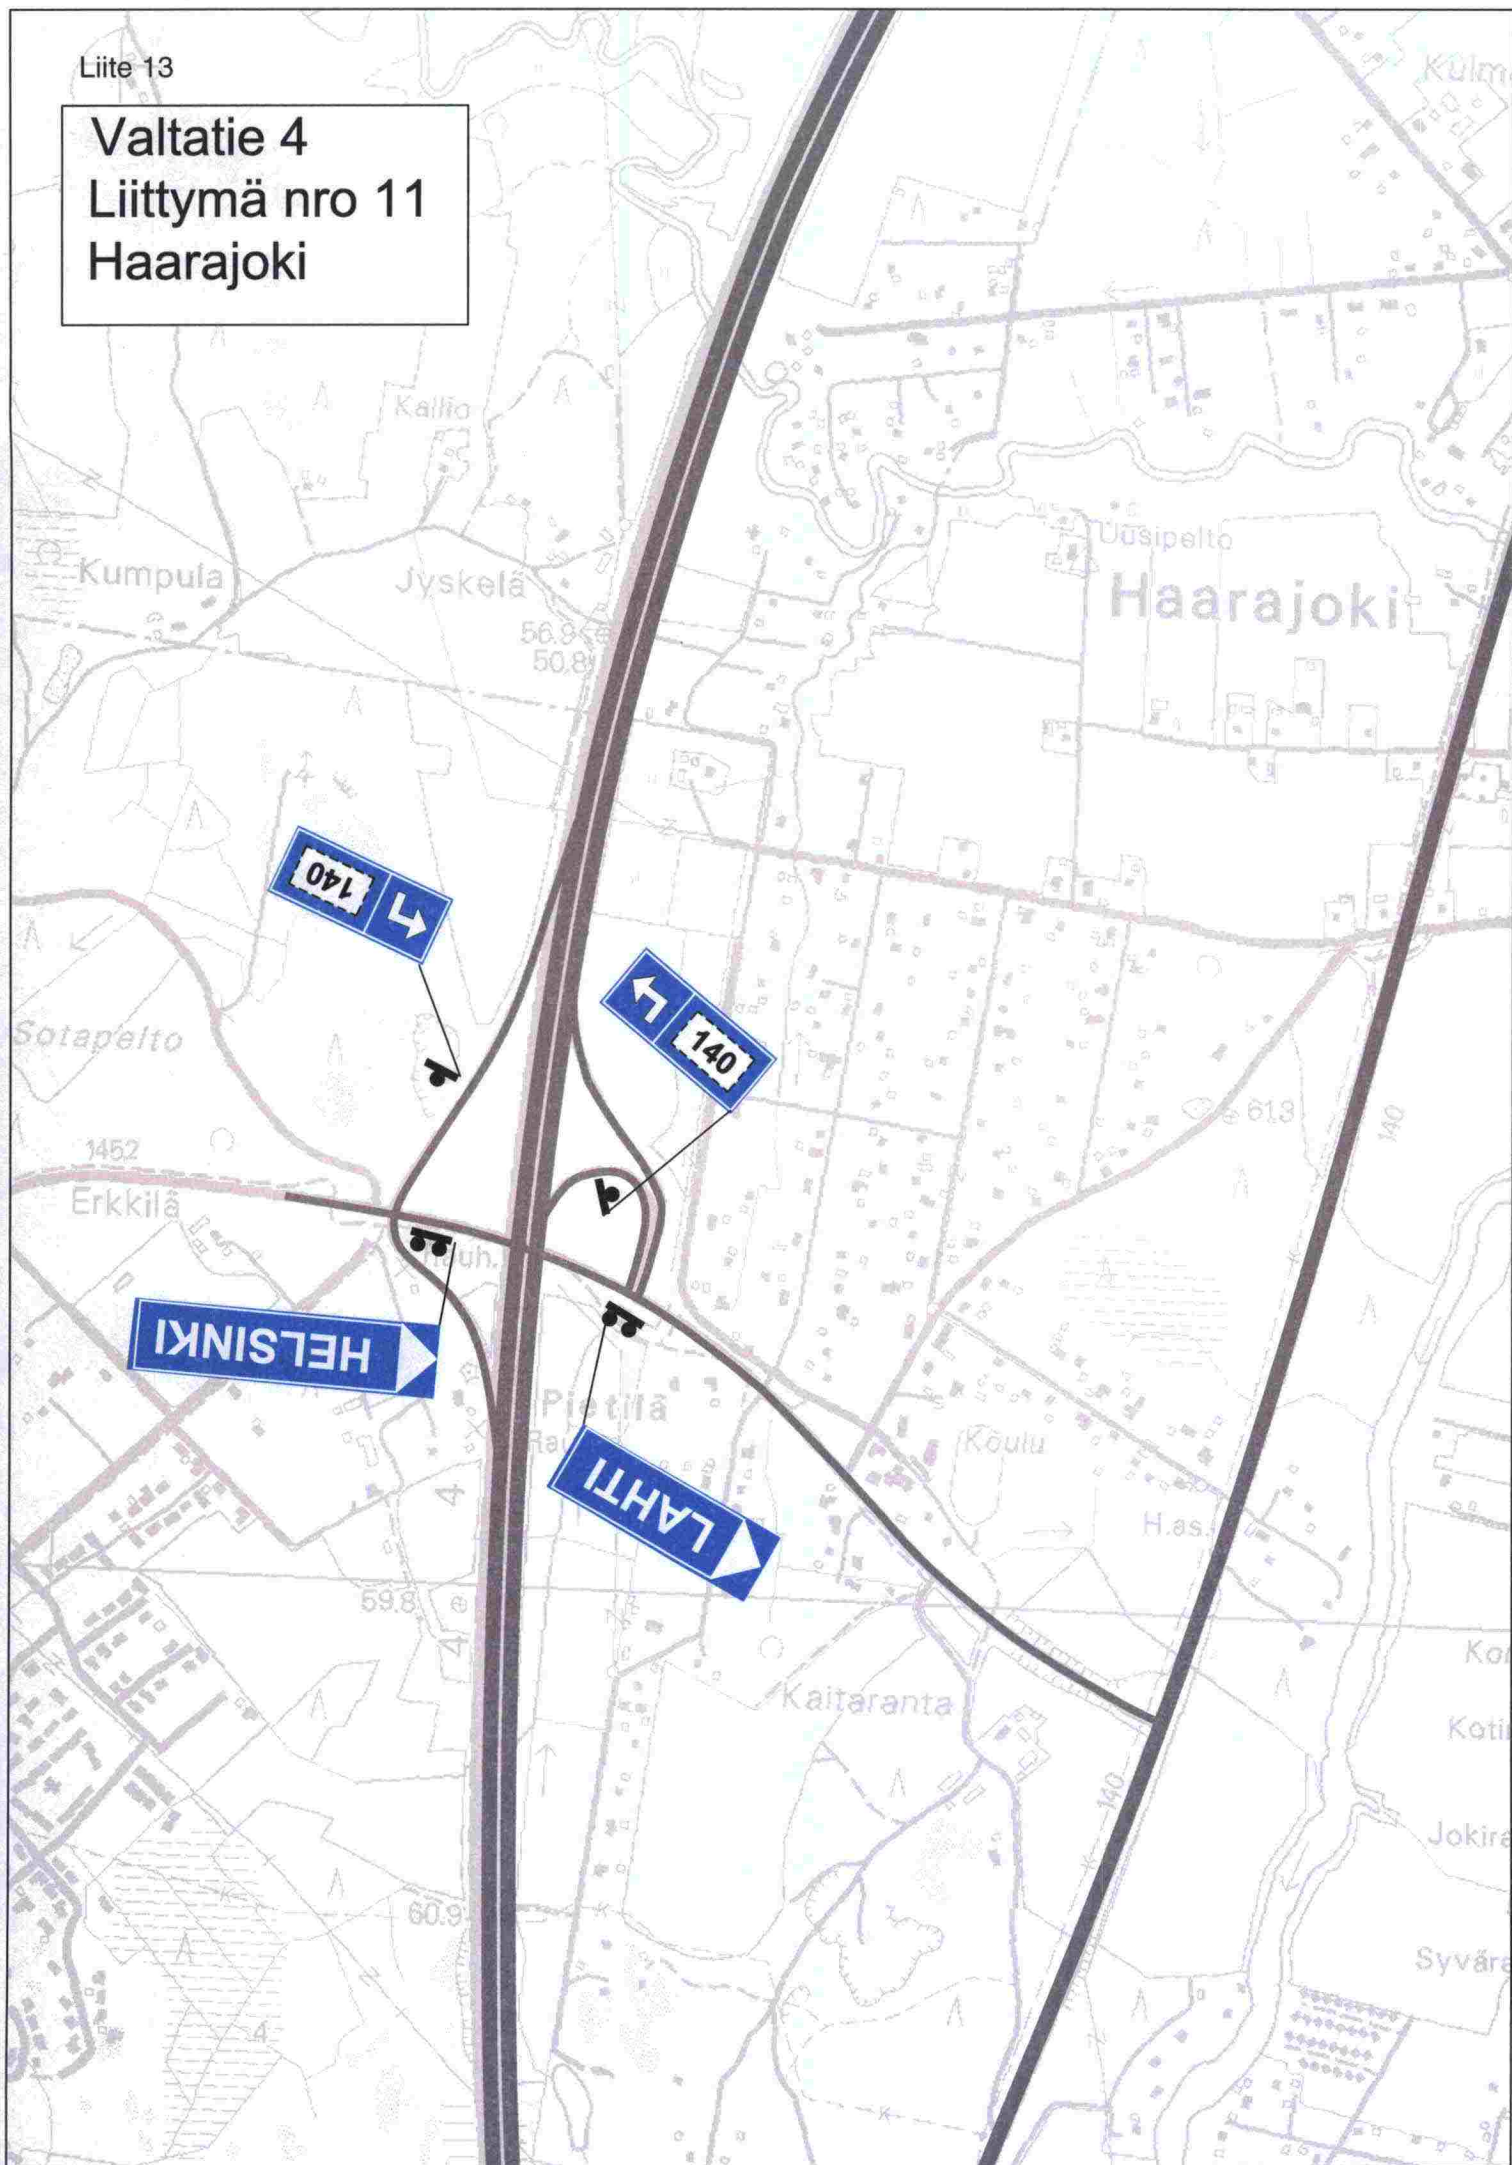 Liite 13
Valtatie 4
Liittymä nro 11
Haarajoki
Kallio
Uusipelto
Kumpula
Jyskelä
Haarajoki
56.9
50.8
140
140
Sotapelto
61.3
140
1452
Erkkilä
HELSINKI
Pietilä
LAHTI
Koulu
4
H.as.
59.8
4
Kaitaranta
140
60.9
4